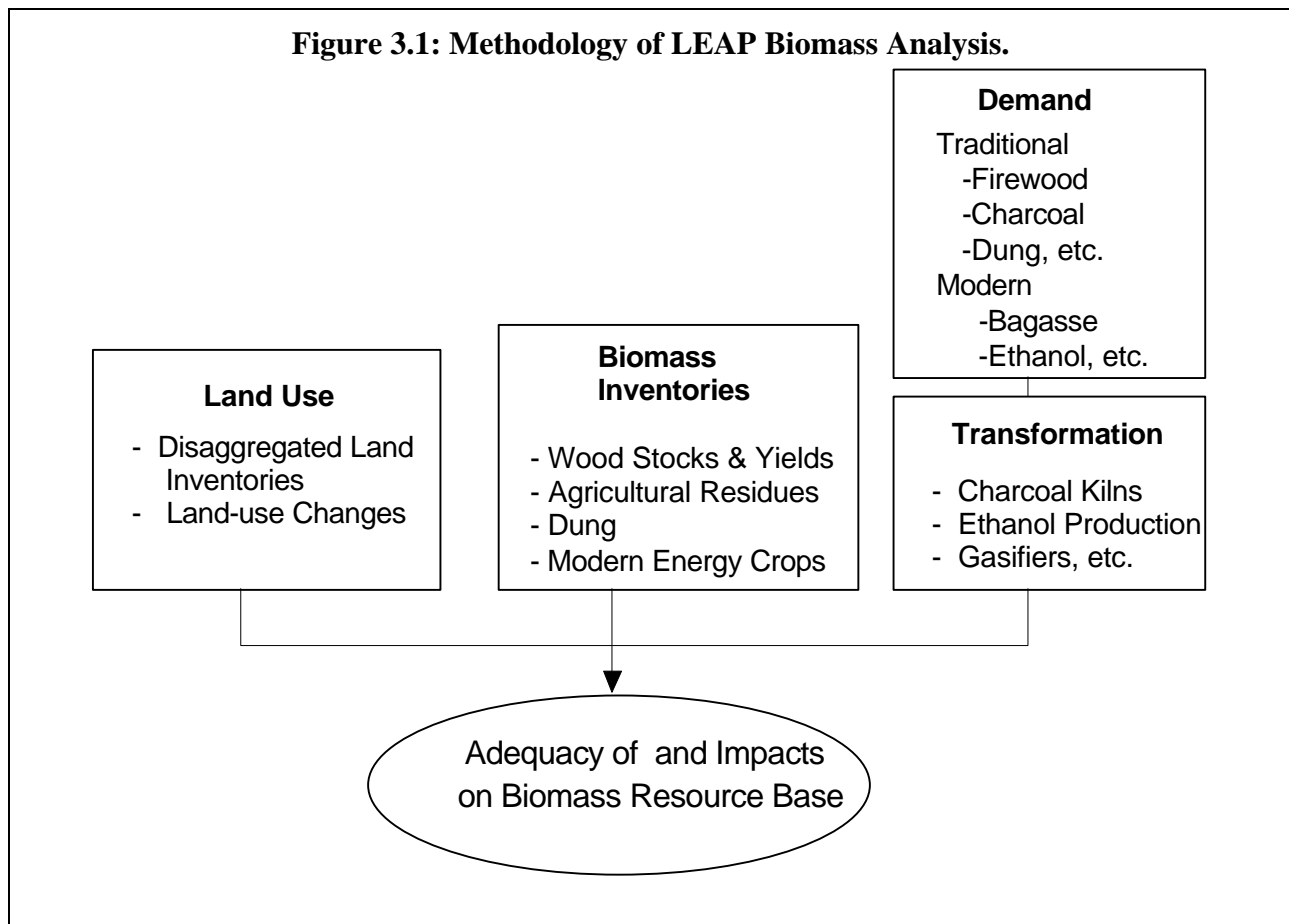 Figure 3.1: Methodology of LEAP Biomass Analysis.
Demand
Traditional
-Firewood
-Charcoal
-Dung, etc.
Modern
-Bagasse
-Ethanol, etc.
Land Use
- Disaggregated Land
Inventories
- Land-use Changes
Biomass
Inventories
- Wood Stocks & Yields
- Agricultural Residues
- Dung
- Modern Energy Crops
Transformation
- Charcoal Kilns
- Ethanol Production
- Gasifiers, etc.
Adequacy of and Impacts
on Biomass Resource Base